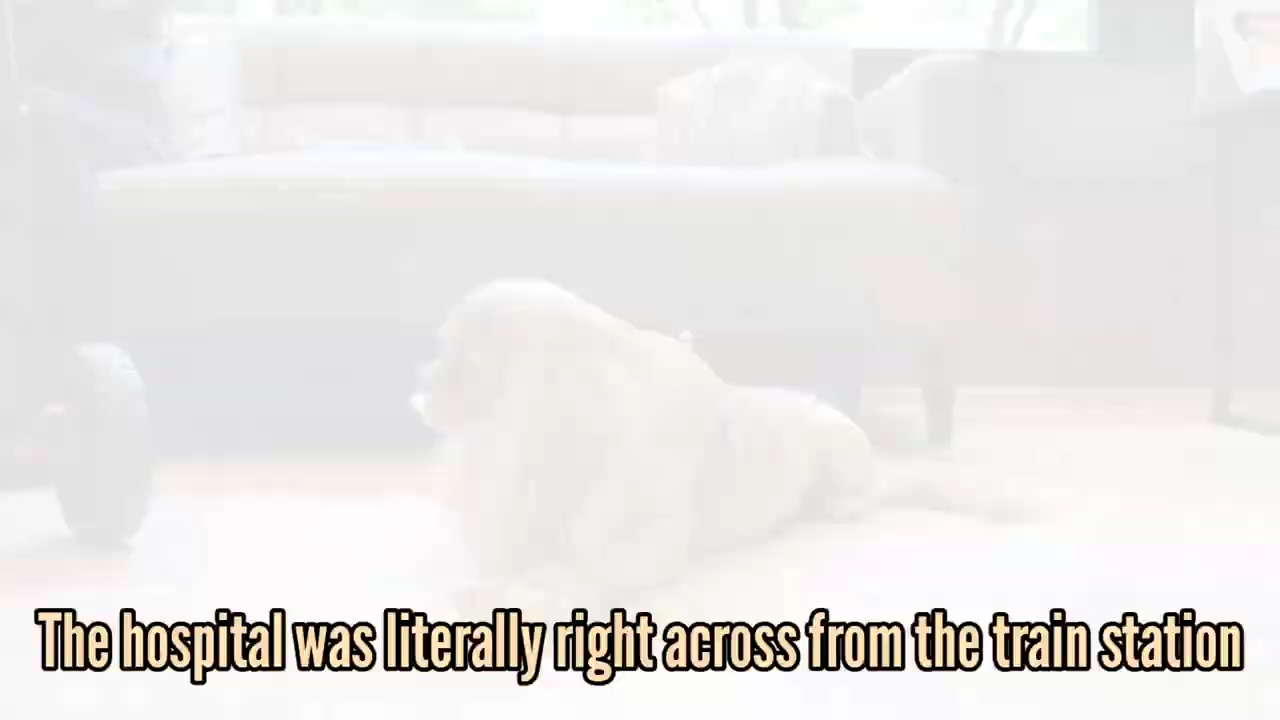 The hospital was literally right across from the train station